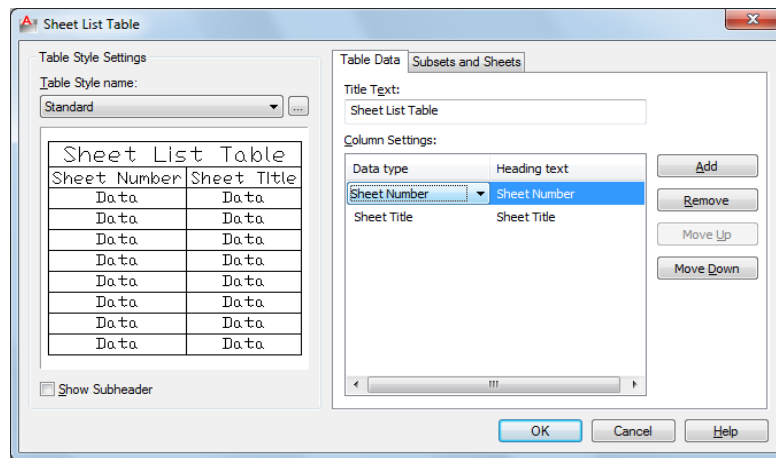 Sheet List Table
Table Style Settings
Table Style name:
Standard
...
Sheet List Table
Sheet Number Sheet Title
Data Data
Data Data
Data Data
Data Data
Data Data
Data Data
Data Data
Data Data
Show Subheader
Table Data Subsets and Sheets
Title Text:
Sheet List Table
Column Settings:
Data type Heading text
Sheet Number Sheet Number
Sheet Title Sheet Title
Add
Remove
Move Up
Move Down
OK Cancel Help